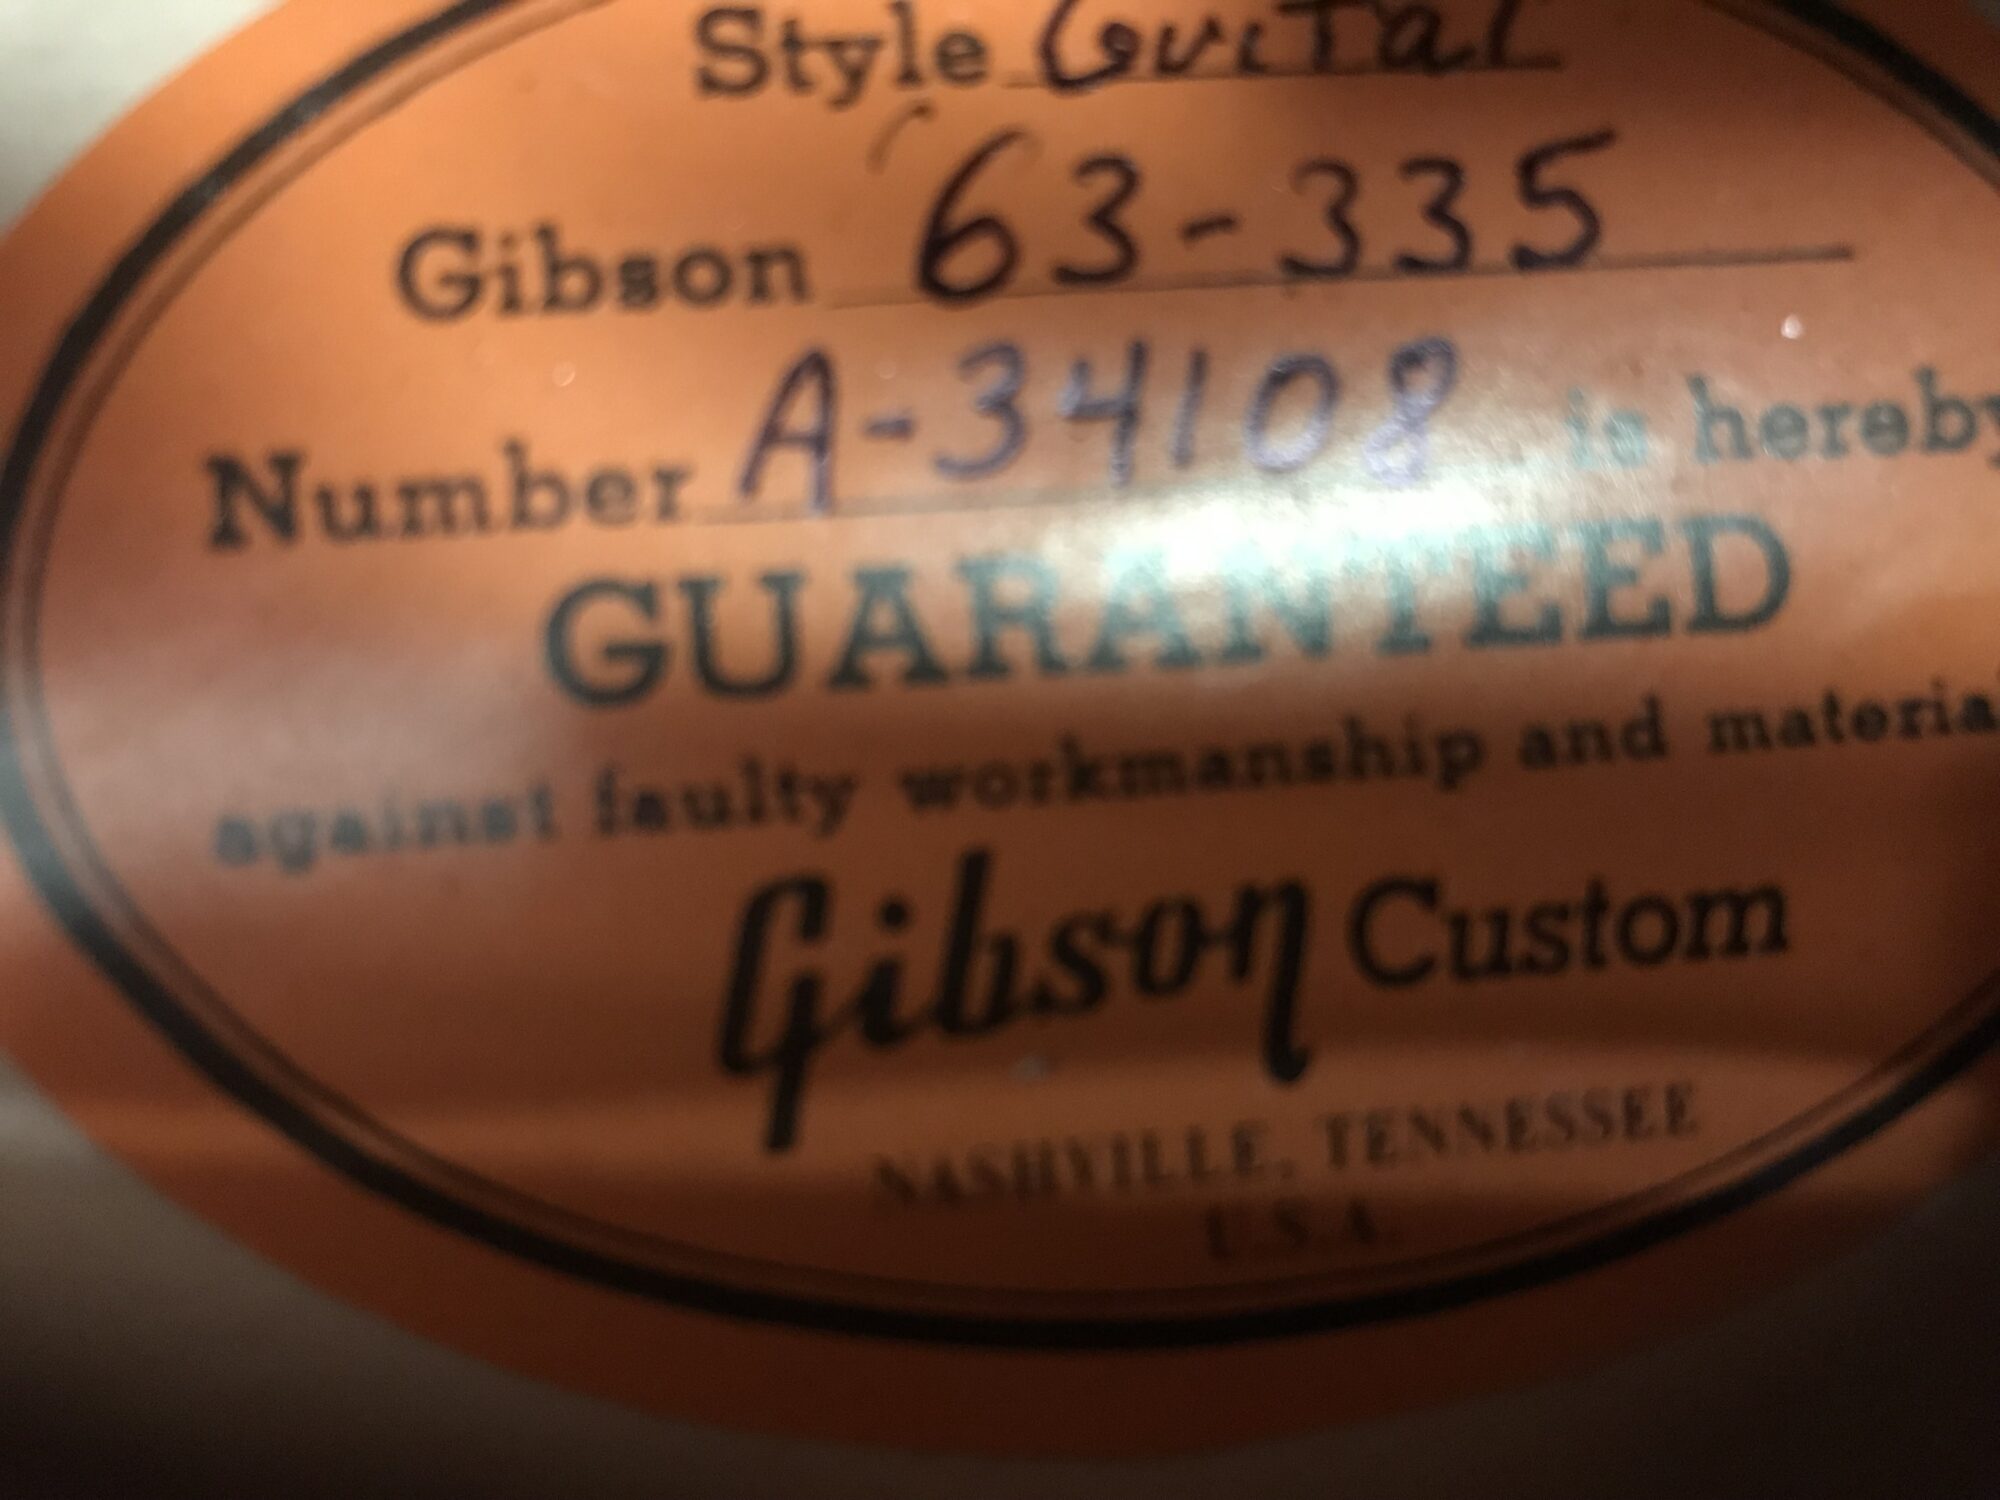 Style Guitar
Gibson 63-335
Number A-34108 is hereby
GUARANTEED
against faulty workmanship and material
Gibson Custom
NASHVILLE, TENNESSEE
U.S.A.